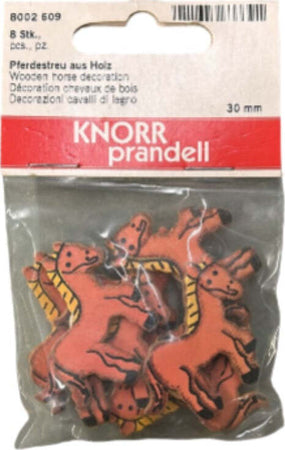 8002 609
8 Stk.,
pcs., pz.
Pferdestreu aus Holz
Wooden horse decoration
Décoration chevaux de bois
Decorazioni cavalli di legno
30 mm
KNORR
prandell